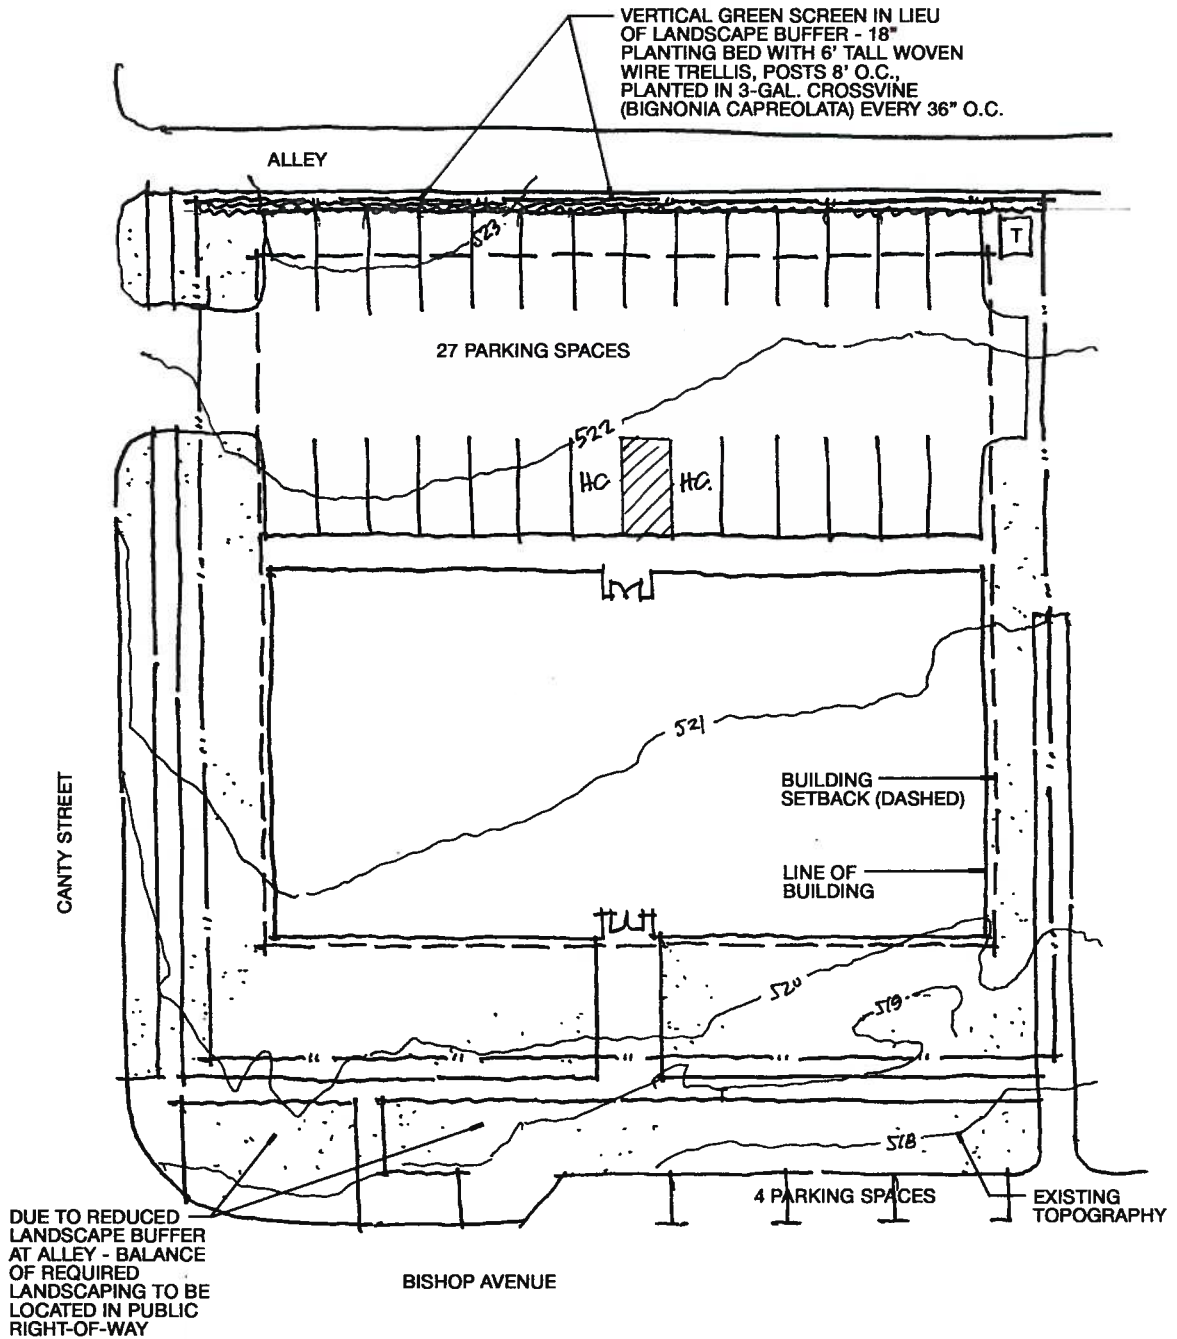 VERTICAL GREEN SCREEN IN LIEU
OF LANDSCAPE BUFFER - 18"
PLANTING BED WITH 6' TALL WOVEN
WIRE TRELLIS, POSTS 8' O.C.,
PLANTED IN 3-GAL. CROSSVINE
(BIGNONIA CAPREOLATA) EVERY 36" O.C.
ALLEY
T
523
27 PARKING SPACES
522
HC
HC.
521
BUILDING
SETBACK (DASHED)
CANTY STREET
LINE OF
BUILDING
520
519
518
4 PARKING SPACES
EXISTING
TOPOGRAPHY
DUE TO REDUCED
LANDSCAPE BUFFER
AT ALLEY - BALANCE
OF REQUIRED
LANDSCAPING TO BE
LOCATED IN PUBLIC
RIGHT-OF-WAY
BISHOP AVENUE